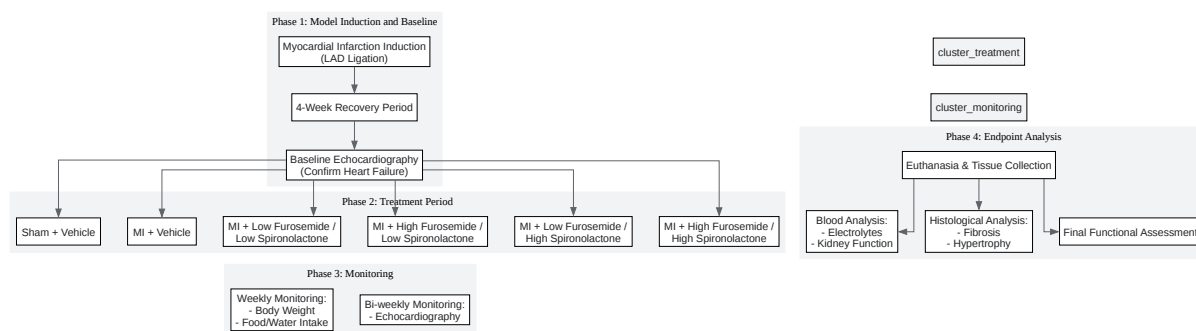 Phase 1: Model Induction and Baseline
Myocardial Infarction Induction
(LAD Ligation)
4-Week Recovery Period
Baseline Echocardiography
(Confirm Heart Failure)
Phase 2: Treatment Period
Sham + Vehicle
MI + Vehicle
MI + Low Furosemide /
Low Spironolactone
MI + High Furosemide /
Low Spironolactone
MI + Low Furosemide /
High Spironolactone
MI + High Furosemide /
High Spironolactone
Phase 3: Monitoring
Weekly Monitoring:
- Body Weight
- Food/Water Intake
Bi-weekly Monitoring:
- Echocardiography
cluster_treatment
cluster_monitoring
Phase 4: Endpoint Analysis
Euthanasia & Tissue Collection
Blood Analysis:
- Electrolytes
- Kidney Function
Histological Analysis:
- Fibrosis
- Hypertrophy
Final Functional Assessment